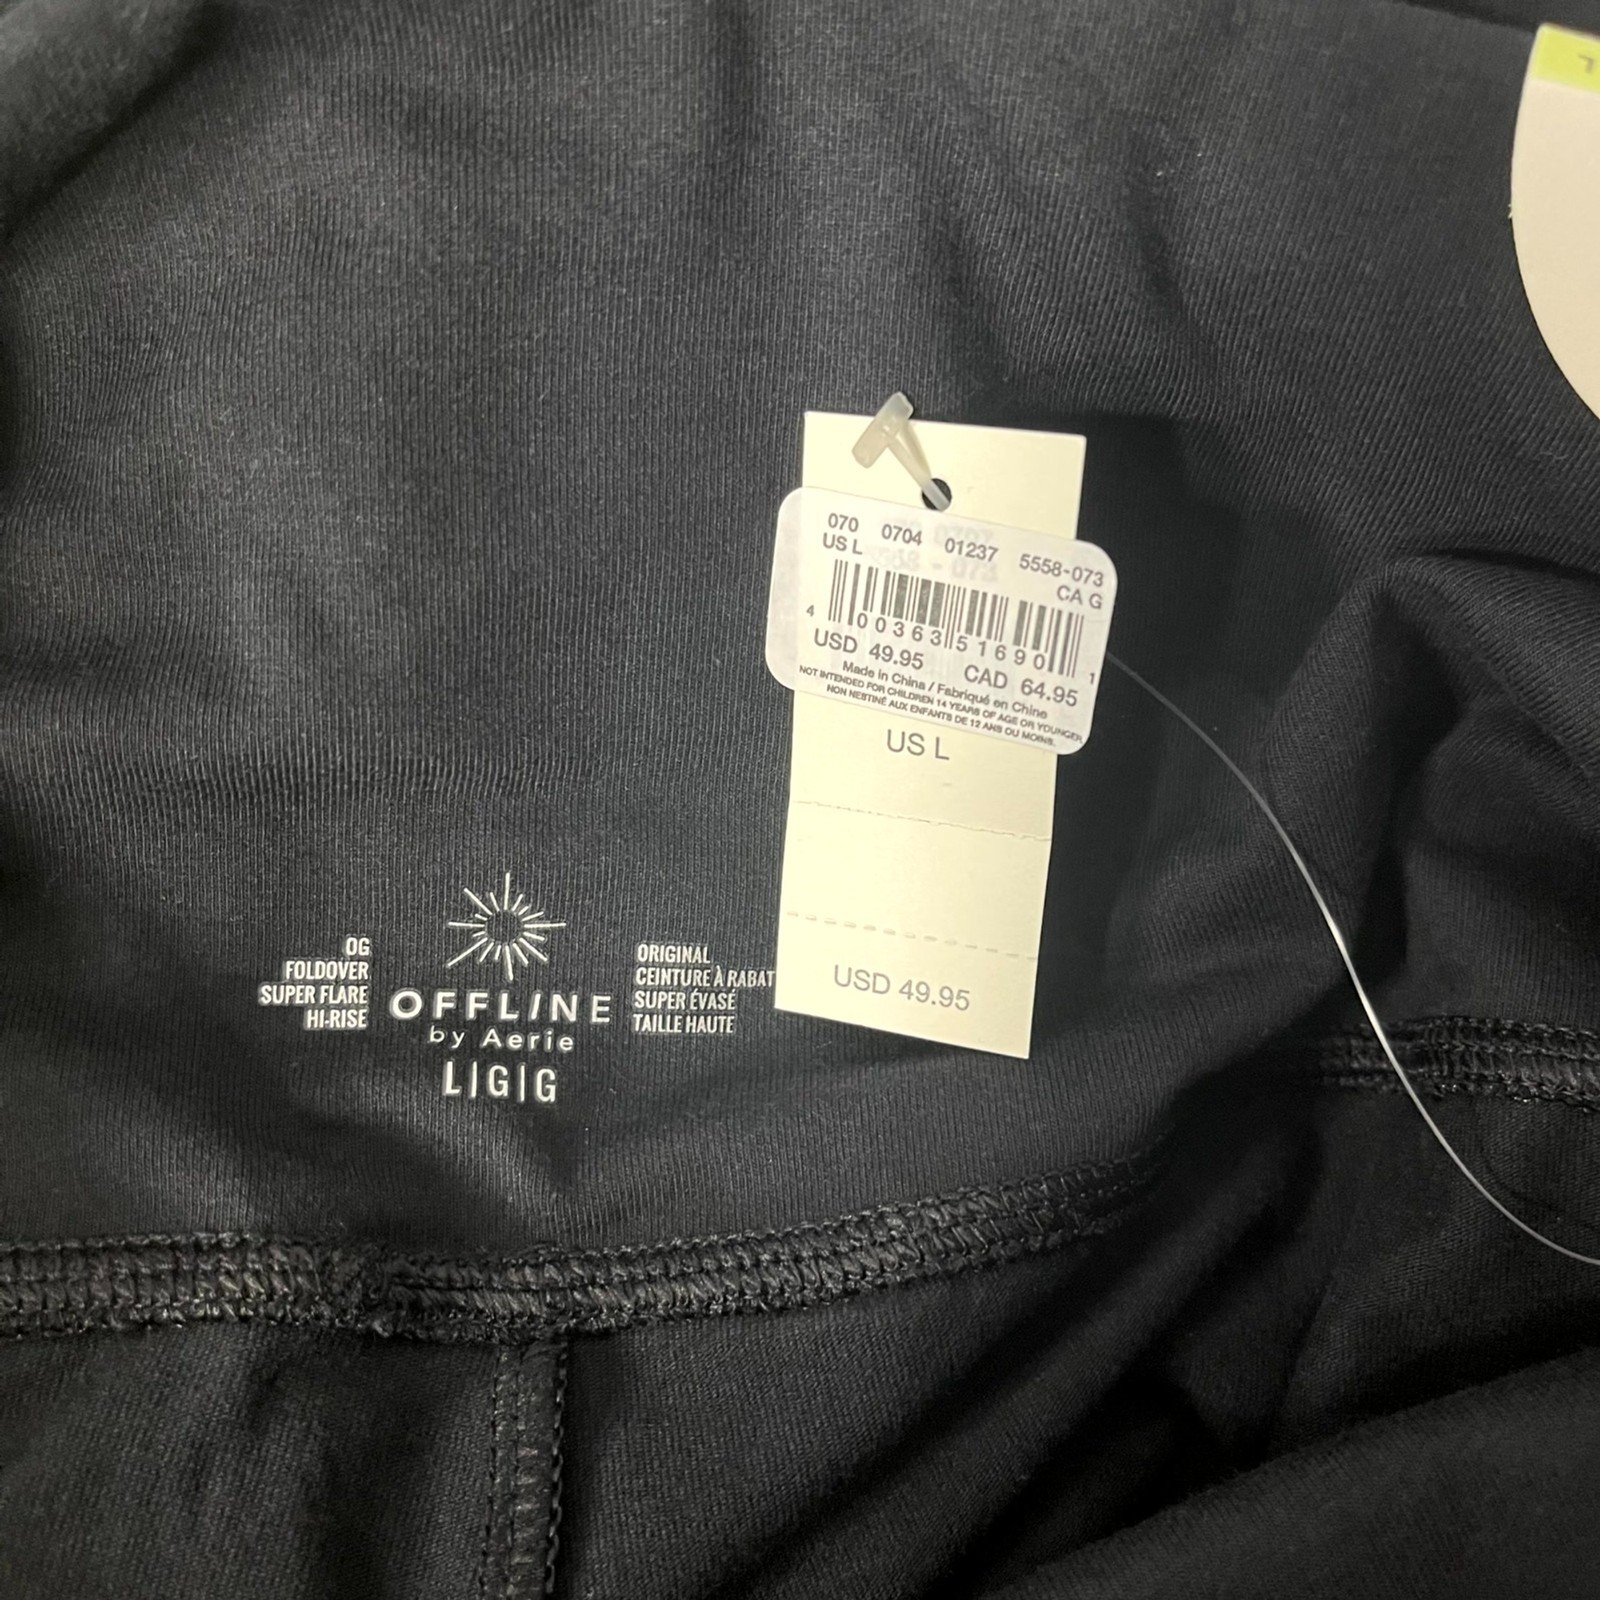 070 0704 01237 5558-073
US L CA G
4 00363 51690 1
USD 49.95 CAD 64.95
Made in China / Fabriqué en Chine
NOT INTENDED FOR CHILDREN 14 YEARS OF AGE OR YOUNGER
NON DESTINÉ AUX ENFANTS DE 12 ANS OU MOINS.
US L
USD 49.95
OG
FOLDOVER
SUPER FLARE
HI-RISE
OFFL/NE
by Aerie
L|G|G
ORIGINAL
CEINTURE À RABAT
SUPER ÉVASÉ
TAILLE HAUTE
L